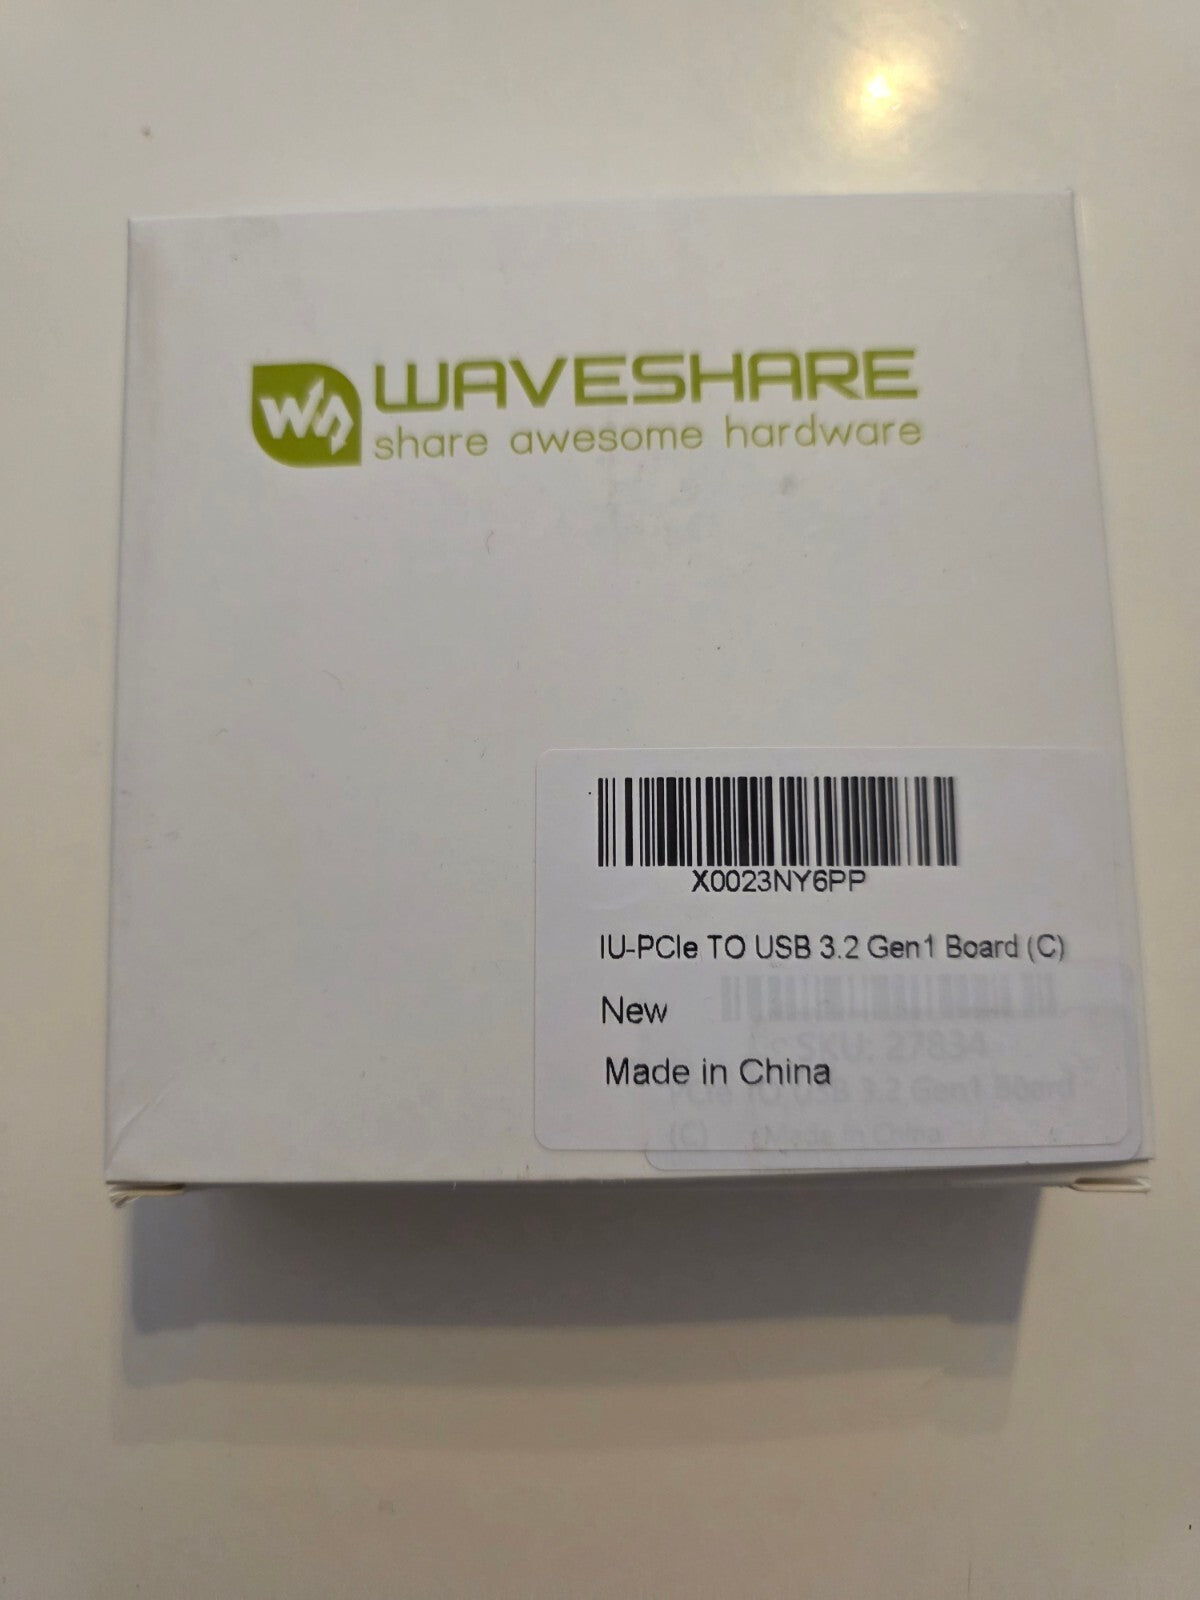 WAVESHARE
share awesome hardware
X0023NY6PP
IU-PCIe TO USB 3.2 Gen1 Board (C)
New
SKU: 27834
Made in China
PCIe TO USB 3.2 Gen1 Board
(C) Made in China